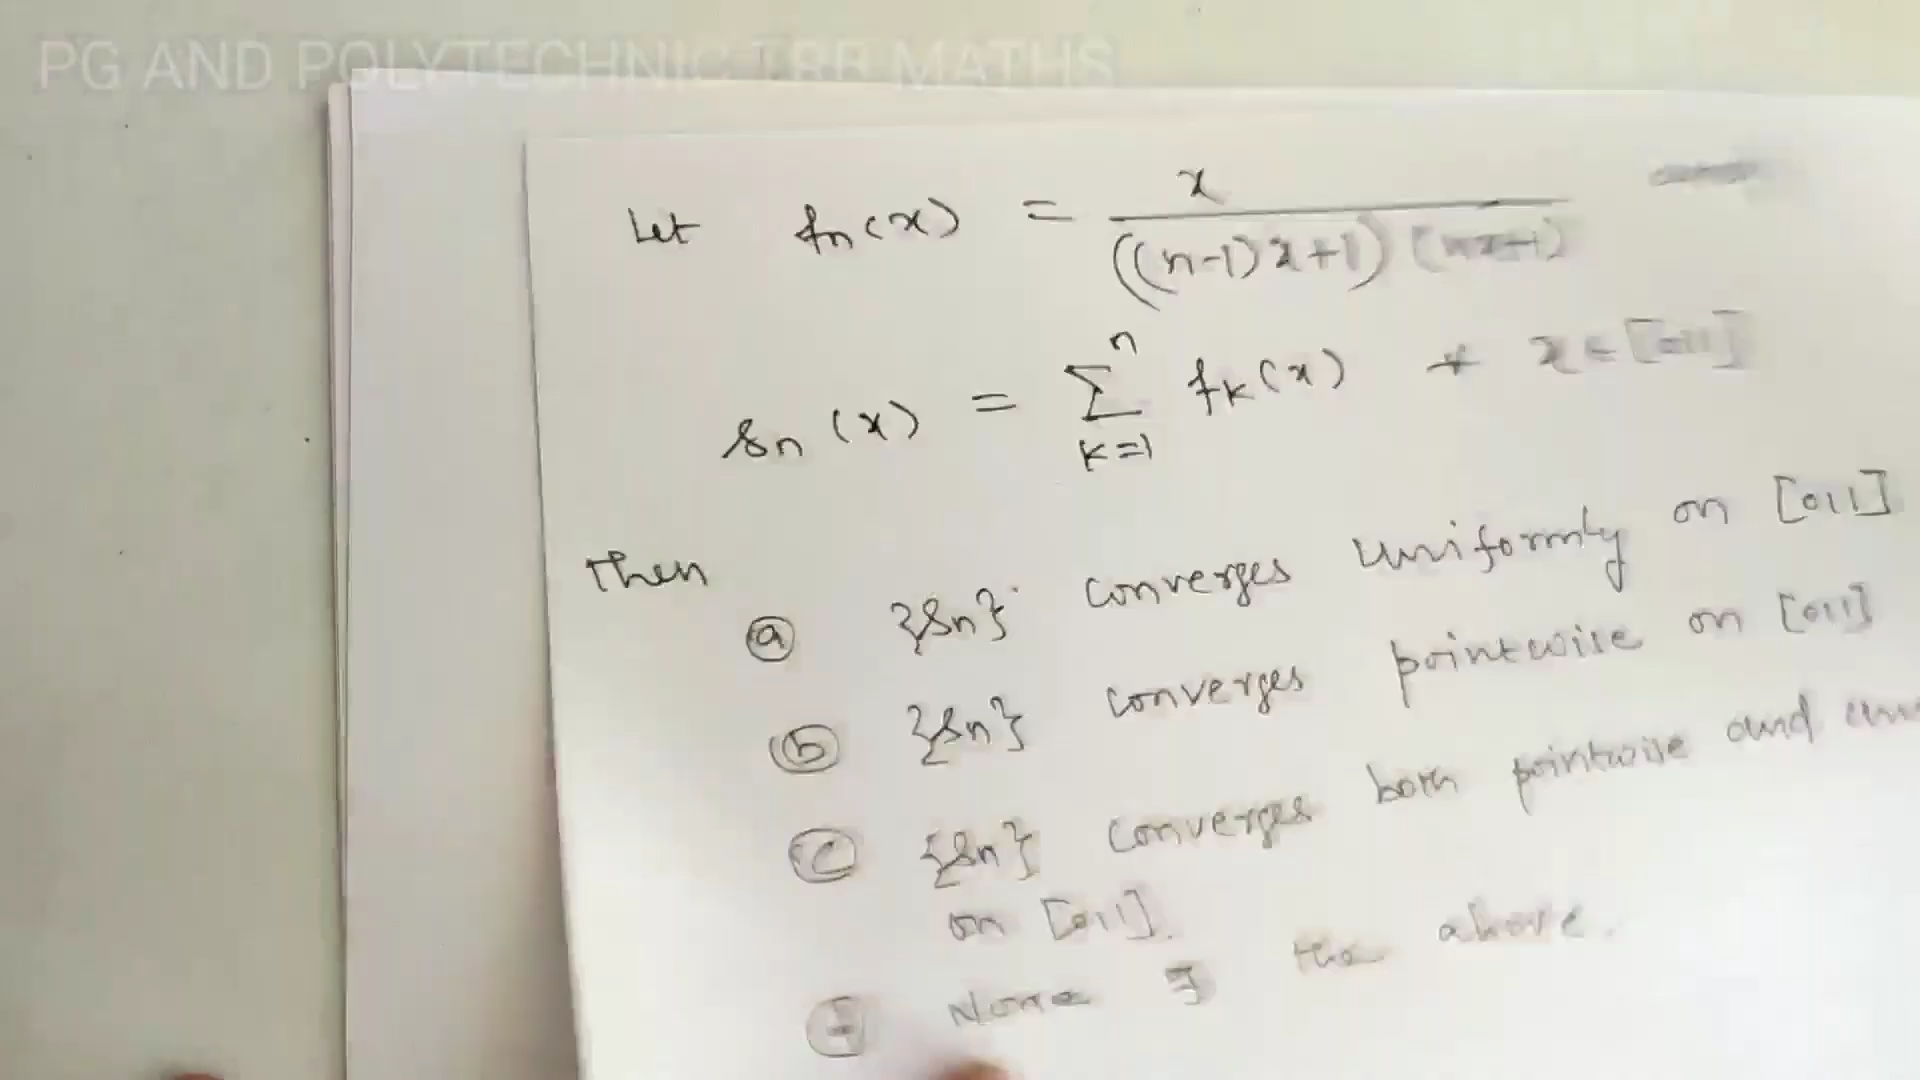 PG AND POLYTECHNIC TRB MATHS
Let fn(x) = x / ((n-1)x+1)(nx+1)
sn(x) = Σ k=1 n fk(x) ∀ x∈[0,1]
Then
(a) {sn} converges uniformly on [0,1]
(b) {sn} converges pointwise on [0,1]
(c) {sn} converges both pointwise and
on [0,1].
None of the above.